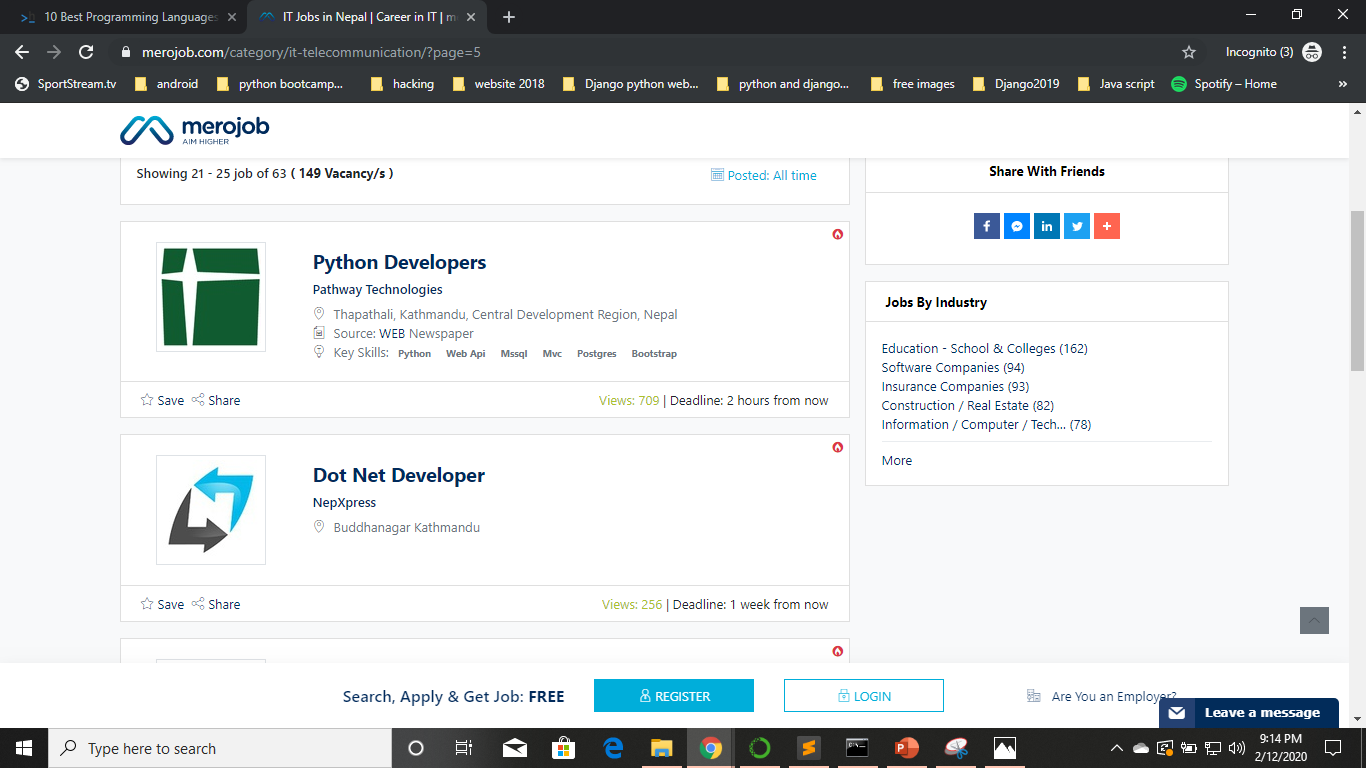 10 Best Programming Languages
IT Jobs in Nepal | Career in IT | m
merojob.com/category/it-telecommunication/?page=5
Incognito (3)
SportStream.tv
android
python bootcamp...
hacking
website 2018
Django python web...
python and django...
free images
Django2019
Java script
Spotify – Home
»
merojob
AIM HIGHER
Showing 21 - 25 job of 63 ( 149 Vacancy/s )
Posted: All time
Python Developers
Pathway Technologies
Thapathali, Kathmandu, Central Development Region, Nepal
Source: WEB Newspaper
Key Skills: Python Web Api Mssql Mvc Postgres Bootstrap
Save Share
Views: 709 | Deadline: 2 hours from now
Dot Net Developer
NepXpress
Buddhanagar Kathmandu
Save Share
Views: 256 | Deadline: 1 week from now
Share With Friends
Jobs By Industry
Education - School & Colleges (162)
Software Companies (94)
Insurance Companies (93)
Construction / Real Estate (82)
Information / Computer / Tech... (78)
More
Search, Apply & Get Job: FREE
REGISTER
LOGIN
Are You an Employer?
Leave a message
Type here to search
9:14 PM
2/12/2020